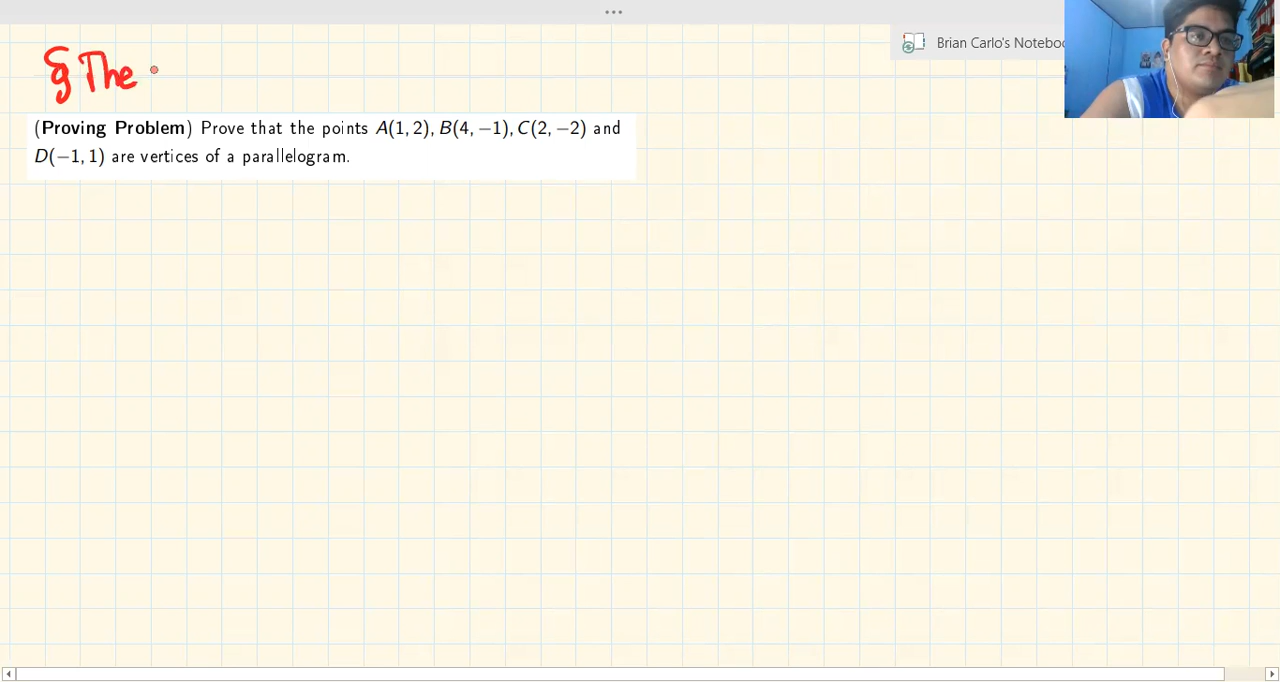 Brian Carlo's Noteboo
§ The
(Proving Problem) Prove that the points A(1, 2), B(4, −1), C(2, −2) and
D(−1, 1) are vertices of a parallelogram.